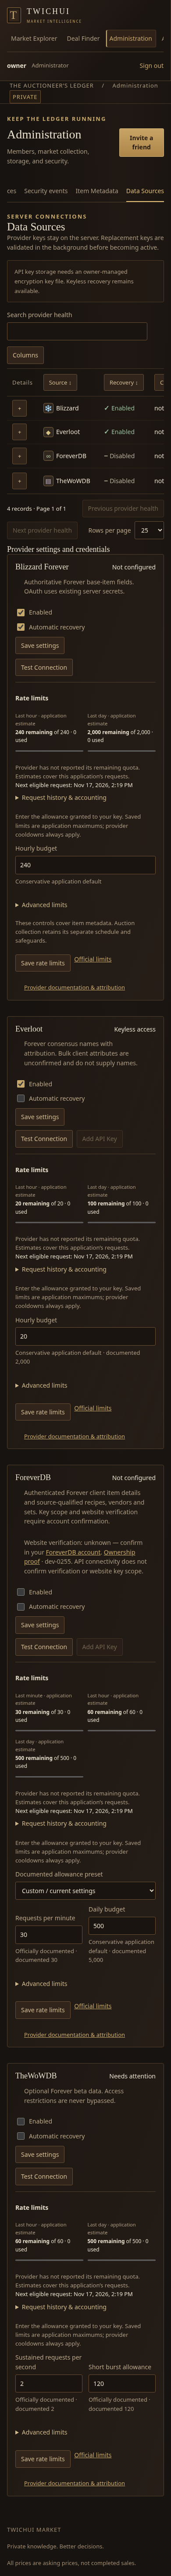 T
TWICHUI
MARKET INTELLIGENCE
Market Explorer Deal Finder Administration
owner Administrator Sign out
THE AUCTIONEER'S LEDGER / Administration
PRIVATE
KEEP THE LEDGER RUNNING
Administration
Members, market collection,
storage, and security.
Invite a
friend
ces Security events Item Metadata Data Sources
SERVER CONNECTIONS
Data Sources
Provider keys stay on the server. Replacement keys are
validated in the background before becoming active.
API key storage needs an owner-managed
encryption key file. Keyless recovery remains
available.
Search provider health
Columns
Details Source ↕ Recovery ↕
+ Blizzard ✓ Enabled not
+ Everloot ✓ Enabled not
+ ForeverDB − Disabled not
+ TheWoWDB − Disabled not
4 records · Page 1 of 1 Previous provider health
Next provider health Rows per page 25
Provider settings and credentials
Blizzard Forever Not configured
Authoritative Forever base-item fields.
OAuth uses existing server secrets.
Enabled
Automatic recovery
Save settings
Test Connection
Rate limits
Last hour · application
estimate
240 remaining of 240 · 0
used
Last day · application
estimate
2,000 remaining of 2,000 ·
0 used
Provider has not reported its remaining quota.
Estimates cover this application's requests.
Next eligible request: Nov 17, 2026, 2:19 PM
▸ Request history & accounting
Enter the allowance granted to your key. Saved
limits are application maximums; provider
cooldowns always apply.
Hourly budget
240
Conservative application default
▸ Advanced limits
These controls cover item metadata. Auction
collection retains its separate schedule and
safeguards.
Save rate limits Official limits
Provider documentation & attribution
Everloot Keyless access
Forever consensus names with
attribution. Bulk client attributes are
unconfirmed and do not supply names.
Enabled
Automatic recovery
Save settings
Test Connection Add API Key
Rate limits
Last hour · application
estimate
20 remaining of 20 · 0
used
Last day · application
estimate
100 remaining of 100 · 0
used
Provider has not reported its remaining quota.
Estimates cover this application's requests.
Next eligible request: Nov 17, 2026, 2:19 PM
▸ Request history & accounting
Enter the allowance granted to your key. Saved
limits are application maximums; provider
cooldowns always apply.
Hourly budget
20
Conservative application default · documented
2,000
▸ Advanced limits
Save rate limits Official limits
Provider documentation & attribution
ForeverDB Not configured
Authenticated Forever client item details
and source-qualified recipes, vendors and
sets. Key scope and website verification
require account confirmation.
Website verification: unknown — confirm
in your ForeverDB account. Ownership
proof · dev-0255. API connectivity does not
confirm verification or website key scope.
Enabled
Automatic recovery
Save settings
Test Connection Add API Key
Rate limits
Last minute · application
estimate
30 remaining of 30 · 0
used
Last hour · application
estimate
60 remaining of 60 · 0
used
Last day · application
estimate
500 remaining of 500 · 0
used
Provider has not reported its remaining quota.
Estimates cover this application's requests.
Next eligible request: Nov 17, 2026, 2:19 PM
▸ Request history & accounting
Enter the allowance granted to your key. Saved
limits are application maximums; provider
cooldowns always apply.
Documented allowance preset
Custom / current settings
Requests per minute
30
Officially documented ·
documented 30
Daily budget
500
Conservative application
default · documented
5,000
▸ Advanced limits
Save rate limits Official limits
Provider documentation & attribution
TheWoWDB Needs attention
Optional Forever beta data. Access
restrictions are never bypassed.
Enabled
Automatic recovery
Save settings
Test Connection
Rate limits
Last hour · application
estimate
60 remaining of 60 · 0
used
Last day · application
estimate
500 remaining of 500 · 0
used
Provider has not reported its remaining quota.
Estimates cover this application's requests.
Next eligible request: Nov 17, 2026, 2:19 PM
▸ Request history & accounting
Enter the allowance granted to your key. Saved
limits are application maximums; provider
cooldowns always apply.
Sustained requests per
second
2
Officially documented ·
documented 2
Short burst allowance
120
Officially documented ·
documented 120
▸ Advanced limits
Save rate limits Official limits
Provider documentation & attribution
TWICHUI MARKET
Private knowledge. Better decisions.
All prices are asking prices, not completed sales.